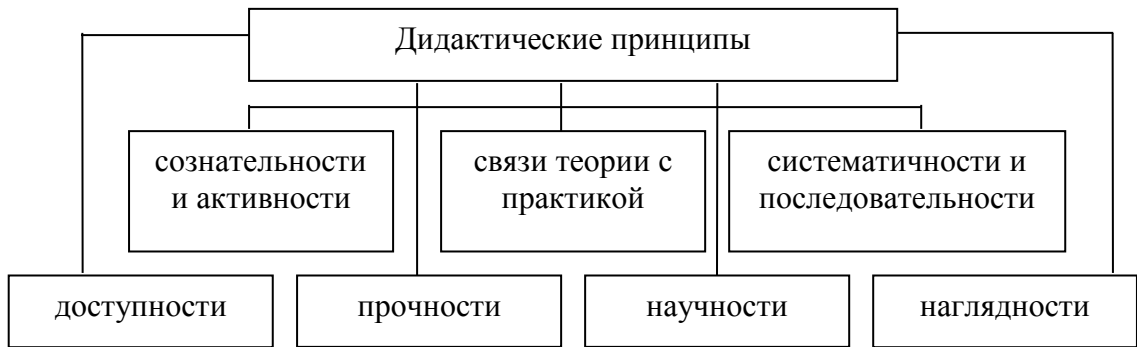 Дидактические принципы
сознательности
и активности
связи теории с
практикой
систематичности и
последовательности
доступности
прочности
научности
наглядности